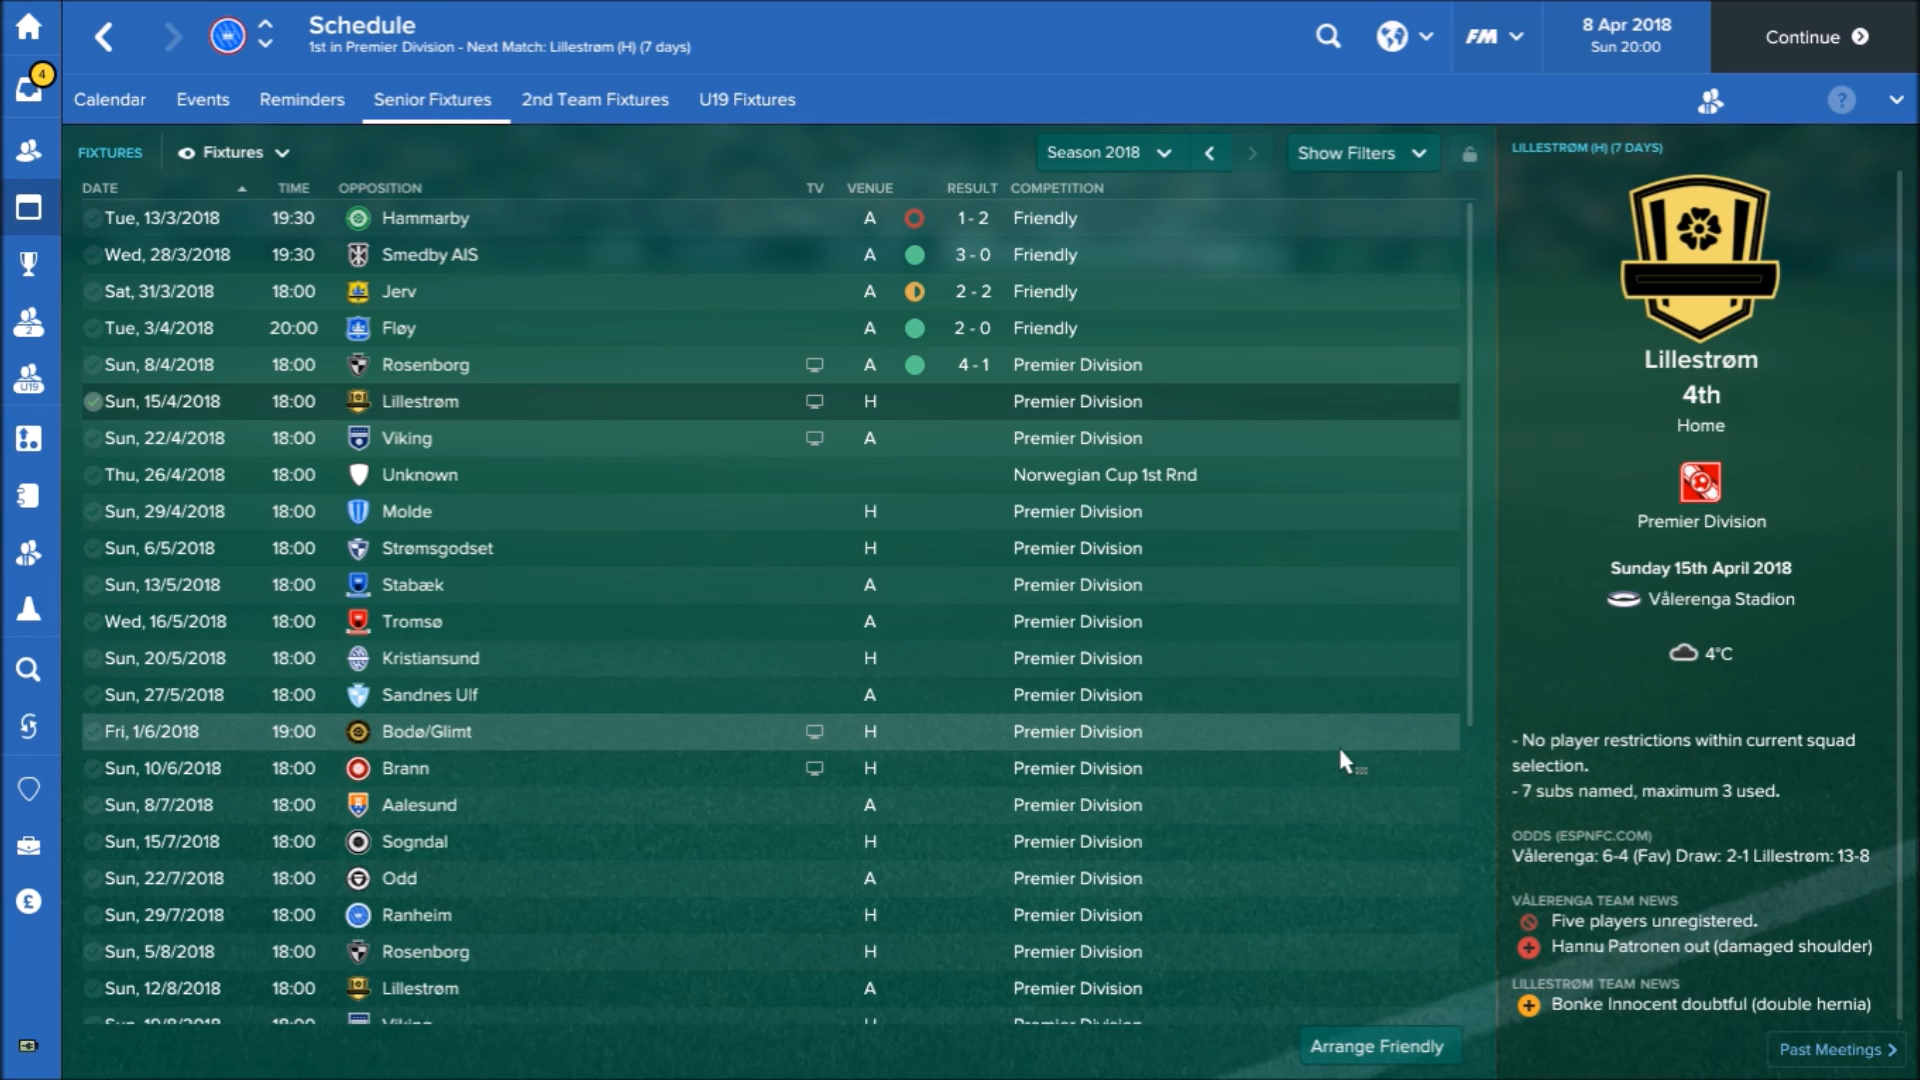 Schedule
1st in Premier Division - Next Match: Lillestrøm (H) (7 days)
FM
8 Apr 2018
Sun 20:00
Continue
4
Calendar Events Reminders Senior Fixtures 2nd Team Fixtures U19 Fixtures
?
2
U19
£
FIXTURES Fixtures Season 2018 Show Filters
DATE TIME OPPOSITION TV VENUE RESULT COMPETITION
Tue, 13/3/2018 19:30 Hammarby A 1 - 2 Friendly
Wed, 28/3/2018 19:30 Smedby AIS A 3 - 0 Friendly
Sat, 31/3/2018 18:00 Jerv A 2 - 2 Friendly
Tue, 3/4/2018 20:00 Fløy A 2 - 0 Friendly
Sun, 8/4/2018 18:00 Rosenborg A 4 - 1 Premier Division
Sun, 15/4/2018 18:00 Lillestrøm H Premier Division
Sun, 22/4/2018 18:00 Viking A Premier Division
Thu, 26/4/2018 18:00 Unknown Norwegian Cup 1st Rnd
Sun, 29/4/2018 18:00 Molde H Premier Division
Sun, 6/5/2018 18:00 Strømsgodset H Premier Division
Sun, 13/5/2018 18:00 Stabæk A Premier Division
Wed, 16/5/2018 18:00 Tromsø A Premier Division
Sun, 20/5/2018 18:00 Kristiansund H Premier Division
Sun, 27/5/2018 18:00 Sandnes Ulf A Premier Division
Fri, 1/6/2018 19:00 Bodø/Glimt H Premier Division
Sun, 10/6/2018 18:00 Brann H Premier Division
Sun, 8/7/2018 18:00 Aalesund A Premier Division
Sun, 15/7/2018 18:00 Sogndal H Premier Division
Sun, 22/7/2018 18:00 Odd A Premier Division
Sun, 29/7/2018 18:00 Ranheim H Premier Division
Sun, 5/8/2018 18:00 Rosenborg H Premier Division
Sun, 12/8/2018 18:00 Lillestrøm A Premier Division
Sun, 19/8/2018 18:00 Viking H Premier Division
Arrange Friendly
LILLESTRØM (H) (7 DAYS)
Lillestrøm
4th
Home
Premier Division
Sunday 15th April 2018
Vålerenga Stadion
4°C
- No player restrictions within current squad
selection.
- 7 subs named, maximum 3 used.
ODDS (ESPNFC.COM)
Vålerenga: 6-4 (Fav) Draw: 2-1 Lillestrøm: 13-8
VÅLERENGA TEAM NEWS
Five players unregistered.
Hannu Patronen out (damaged shoulder)
LILLESTRØM TEAM NEWS
Bonke Innocent doubtful (double hernia)
Past Meetings